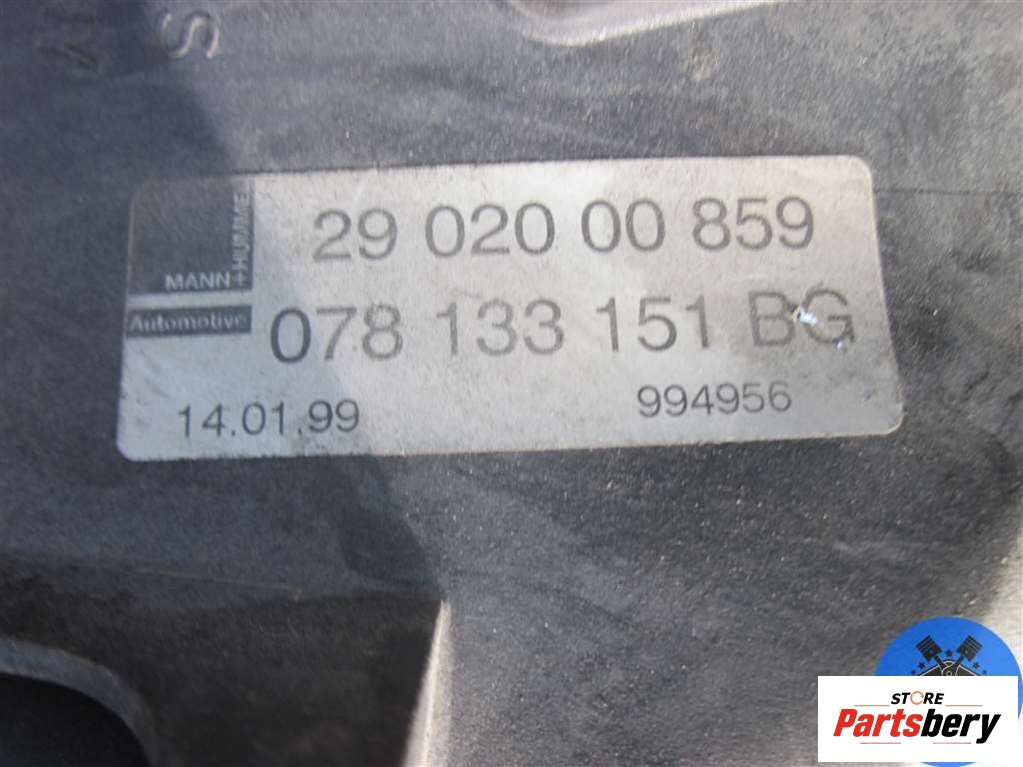 S
29 020 00 859
MANN+HUMMEL
Automotive
078 133 151 BG
14.01.99
994956
STORE
Partsbery